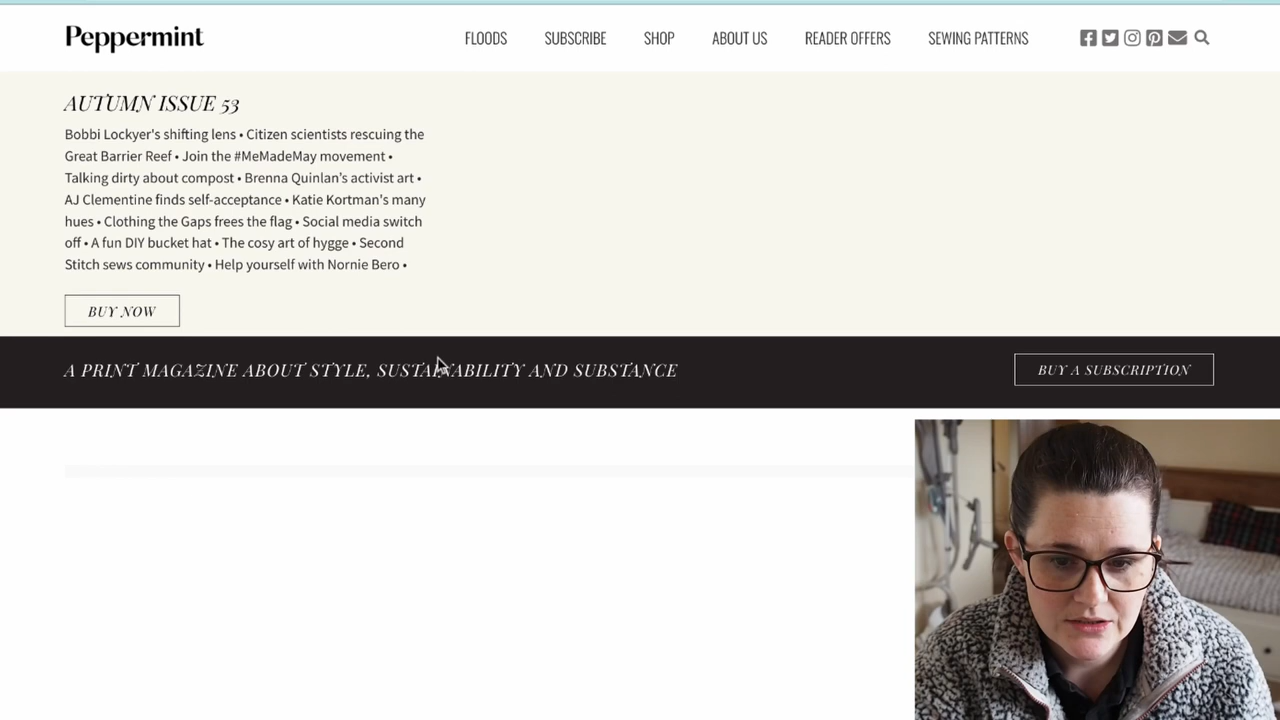 Peppermint
FLOODS SUBSCRIBE SHOP ABOUT US READER OFFERS SEWING PATTERNS
AUTUMN ISSUE 53
Bobbi Lockyer's shifting lens • Citizen scientists rescuing the
Great Barrier Reef • Join the #MeMadeMay movement •
Talking dirty about compost • Brenna Quinlan's activist art •
AJ Clementine finds self-acceptance • Katie Kortman's many
hues • Clothing the Gaps frees the flag • Social media switch
off • A fun DIY bucket hat • The cosy art of hygge • Second
Stitch sews community • Help yourself with Nornie Bero •
BUY NOW
A PRINT MAGAZINE ABOUT STYLE, SUSTAINABILITY AND SUBSTANCE
BUY A SUBSCRIPTION